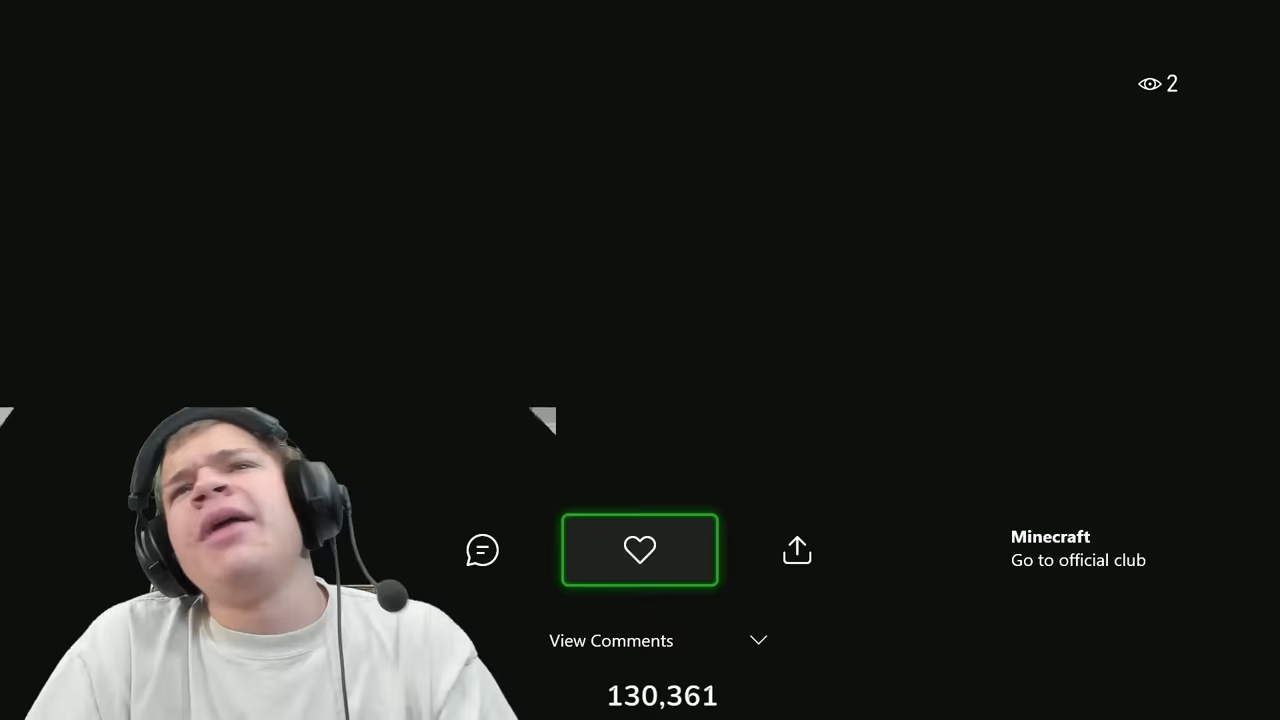 2
Minecraft
Go to official club
View Comments
130,361